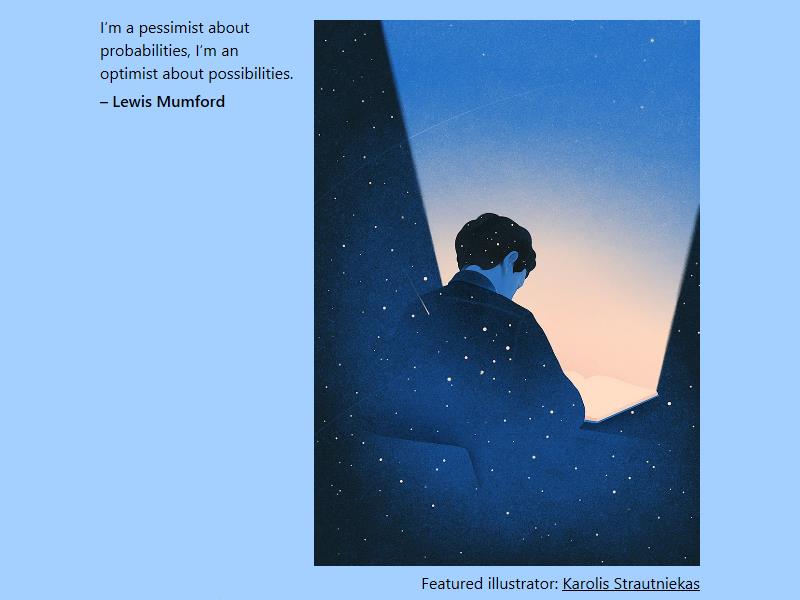 I’m a pessimist about
probabilities, I’m an
optimist about possibilities.
– Lewis Mumford
Featured illustrator: Karolis Strautniekas